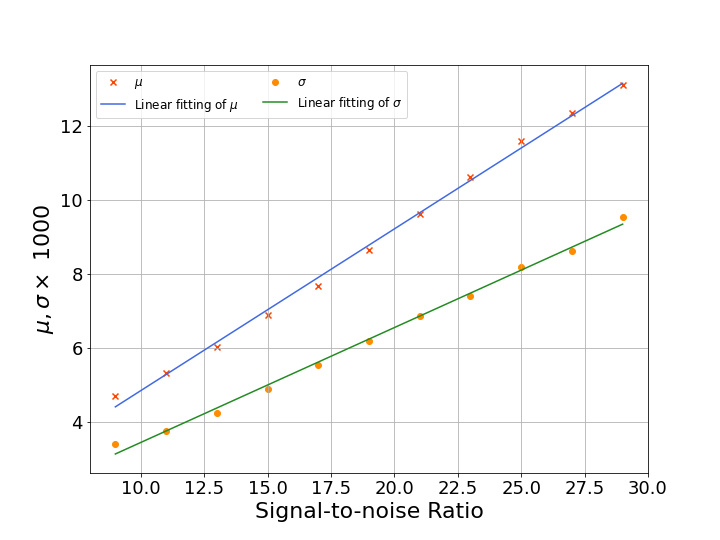 μ
σ
Linear fitting of μ
Linear fitting of σ
12
10
8
6
4
μ, σ × 1000
10.0 12.5 15.0 17.5 20.0 22.5 25.0 27.5 30.0
Signal-to-noise Ratio